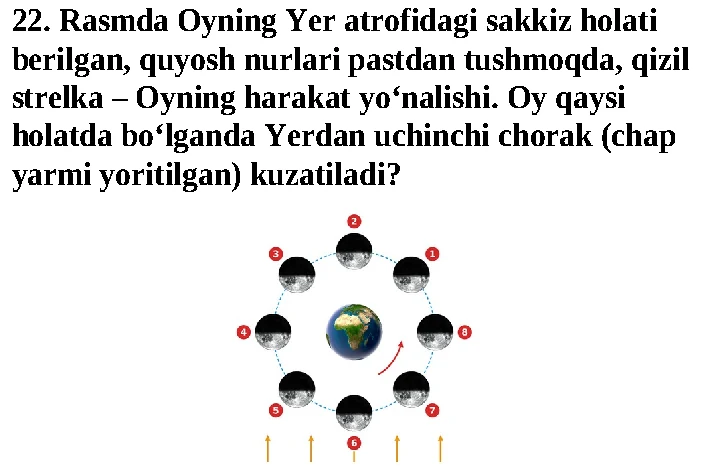 22. Rasmda Oyning Yer atrofidagi sakkiz holati
berilgan, quyosh nurlari pastdan tushmoqda, qizil
strelka – Oyning harakat yo‘nalishi. Oy qaysi
holatda bo‘lganda Yerdan uchinchi chorak (chap
yarmi yoritilgan) kuzatiladi?
2
3
1
4
8
5
7
6